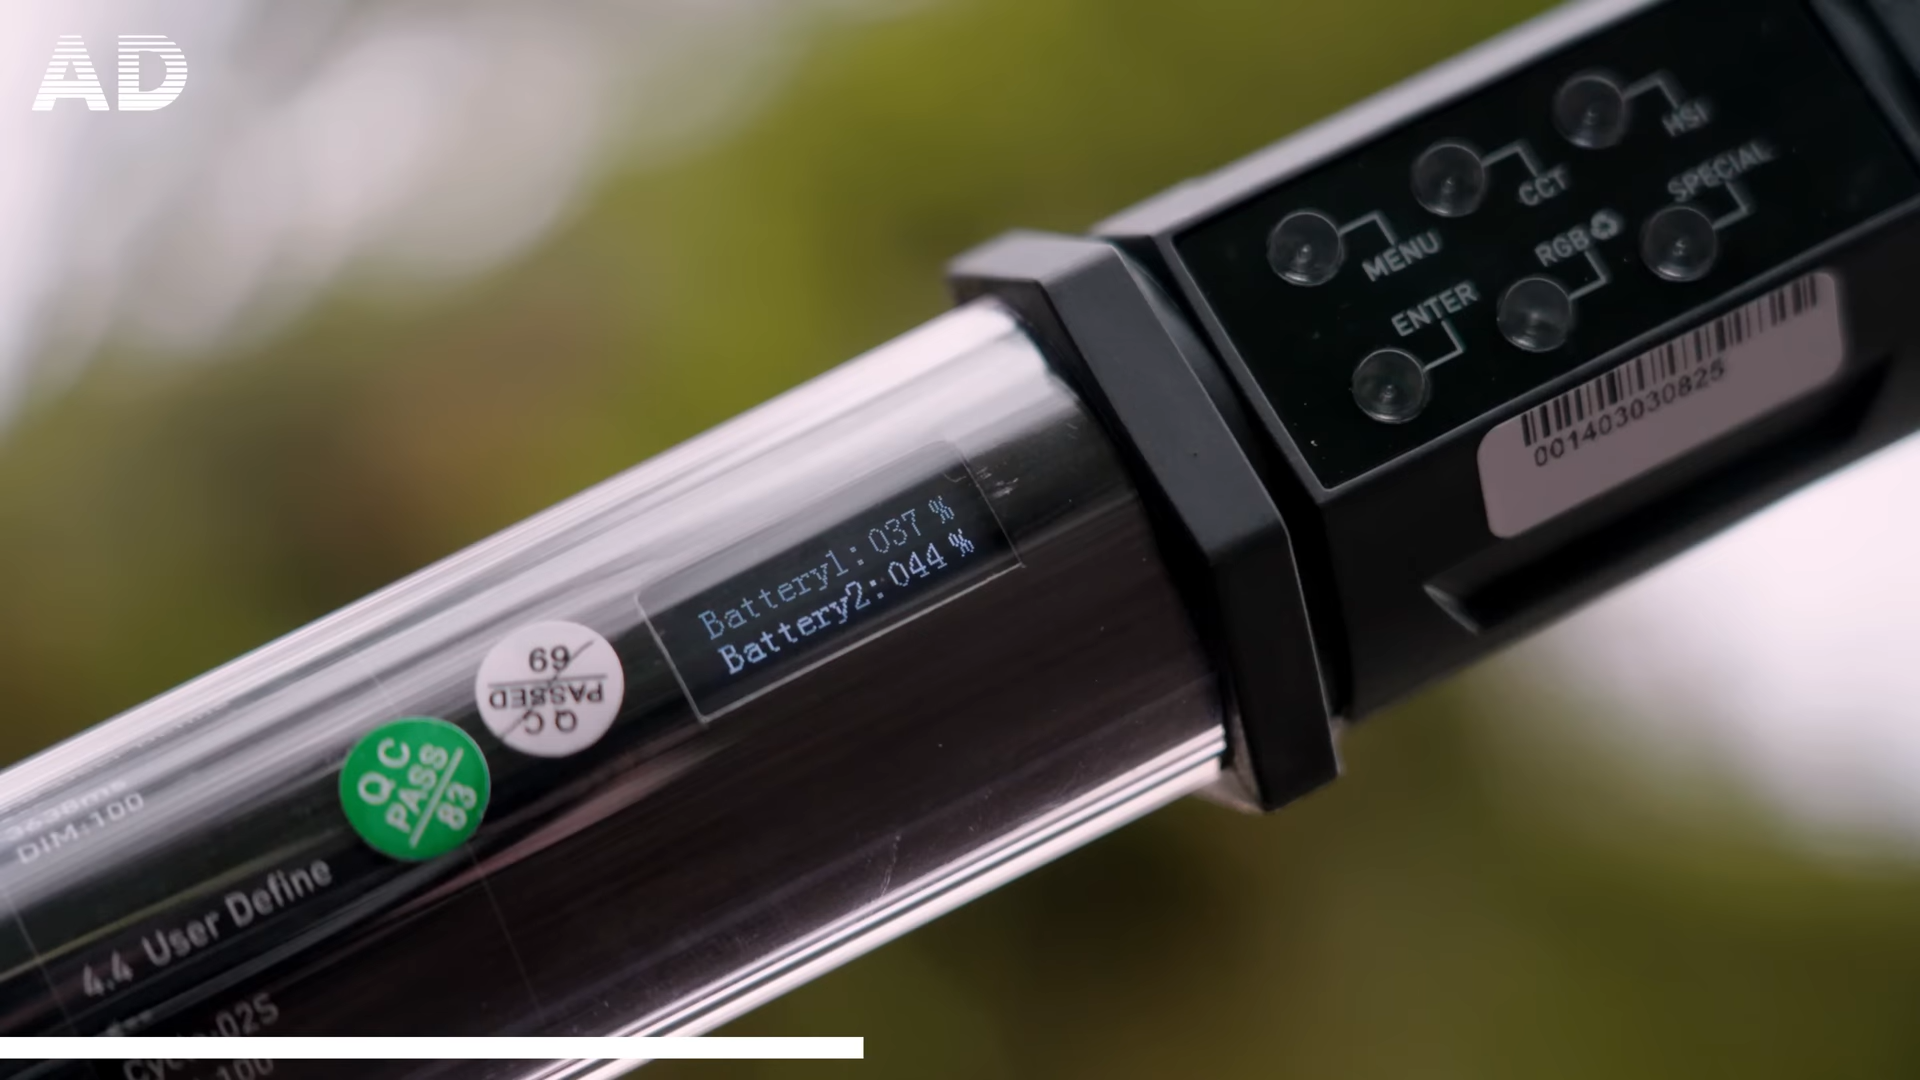 AD
HSI
CCT
SPECIAL
MENU
RGB
ENTER
001403030825
Battery1: 037 %
Battery2: 044 %
69
QC
PASSED
QC
PASS
83
DIM:100
4.4 User Define